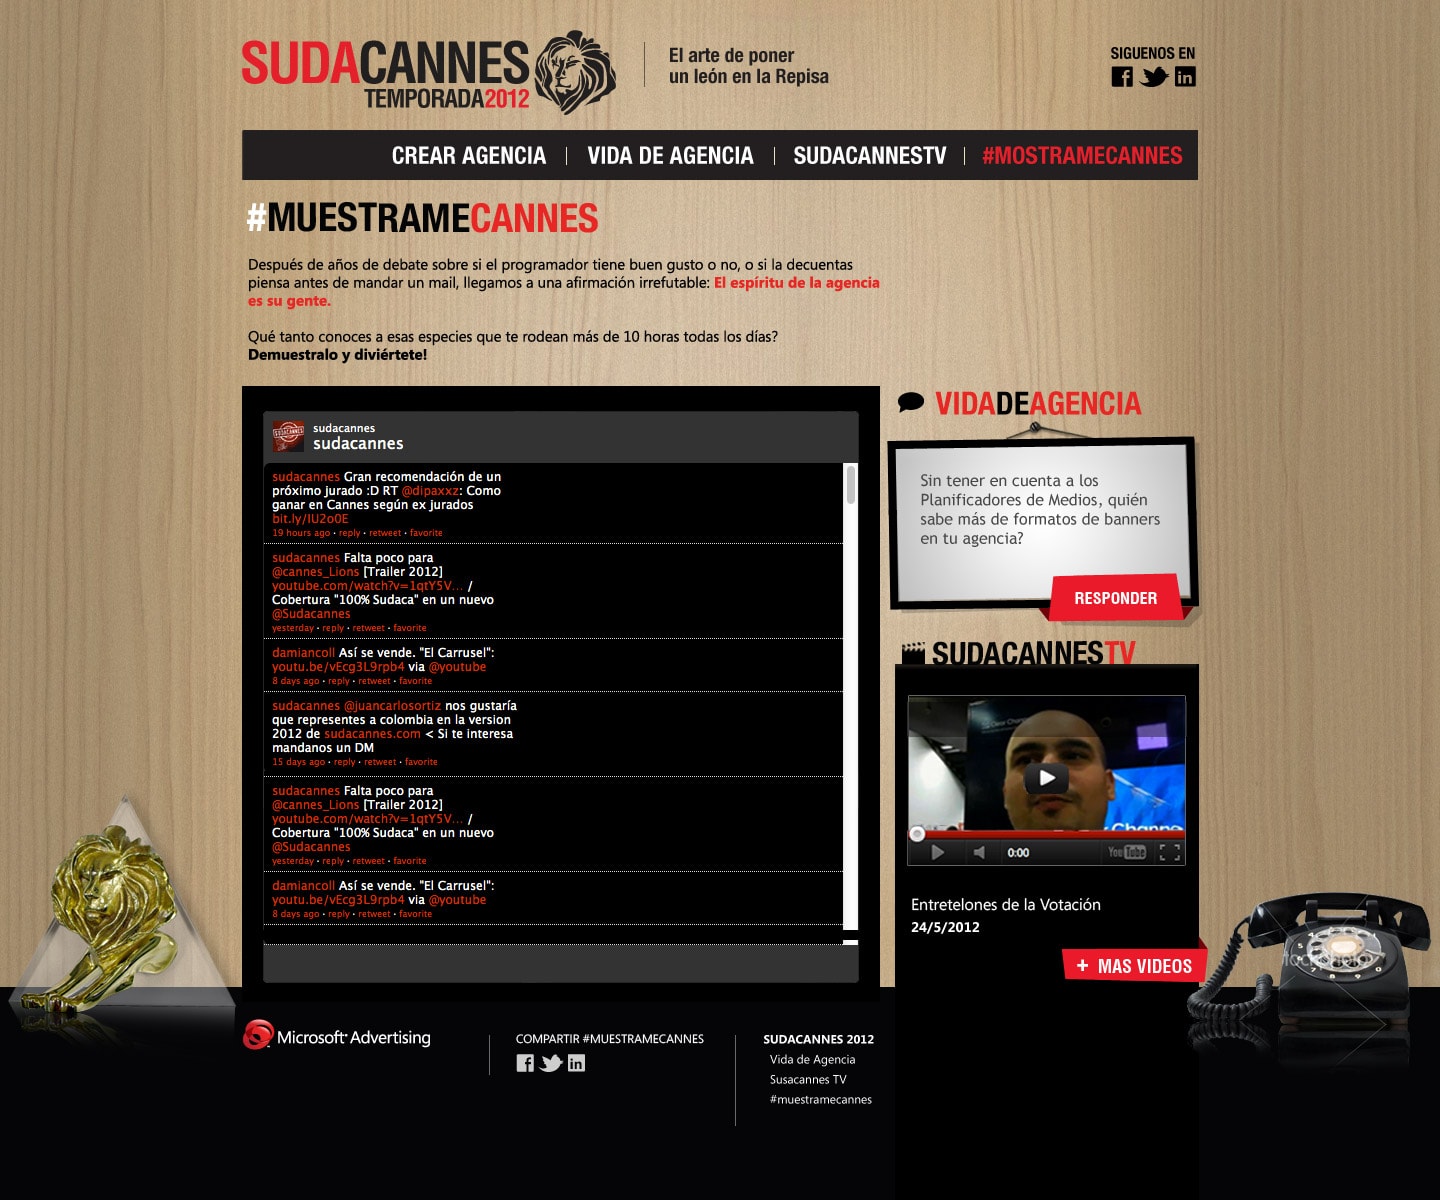 SUDACANNES
TEMPORADA2012
El arte de poner
un león en la Repisa
SIGUENOS EN
CREAR AGENCIA
VIDA DE AGENCIA
SUDACANNESTV
#MOSTRAMECANNES
#MUESTRAMECANNES
Después de años de debate sobre si el programador tiene buen gusto o no, o si la decuentas
piensa antes de mandar un mail, llegamos a una afirmación irrefutable: El espíritu de la agencia
es su gente.
Qué tanto conoces a esas especies que te rodean más de 10 horas todas los días?
Demuestralo y diviértete!
sudacannes
sudacannes
sudacannes Gran recomendación de un
próximo jurado :D RT @dipaxxz: Como
ganar en Cannes según ex jurados
bit.ly/IU2o0E
19 hours ago · reply · retweet · favorite
sudacannes Falta poco para
@cannes_Lions [Trailer 2012]
youtube.com/watch?v=1qtY5V... /
Cobertura "100% Sudaca" en un nuevo
@Sudacannes
yesterday · reply · retweet · favorite
damiancoll Así se vende. "El Carrusel":
youtu.be/vEcg3L9rpb4 via @youtube
8 days ago · reply · retweet · favorite
sudacannes @juancarlosortiz nos gustaría
que representes a colombia en la version
2012 de sudacannes.com < Si te interesa
mandanos un DM
15 days ago · reply · retweet · favorite
sudacannes Falta poco para
@cannes_Lions [Trailer 2012]
youtube.com/watch?v=1qtY5V... /
Cobertura "100% Sudaca" en un nuevo
@Sudacannes
yesterday · reply · retweet · favorite
damiancoll Así se vende. "El Carrusel":
youtu.be/vEcg3L9rpb4 via @youtube
8 days ago · reply · retweet · favorite
VIDADEAGENCIA
Sin tener en cuenta a los
Planificadores de Medios, quién
sabe más de formatos de banners
en tu agencia?
RESPONDER
SUDACANNESTV
Channe
0:00
YouTube
Entretelones de la Votación
24/5/2012
+ MAS VIDEOS
Microsoft Advertising
COMPARTIR #MUESTRAMECANNES
SUDACANNES 2012
Vida de Agencia
Susacannes TV
#muestramecannes